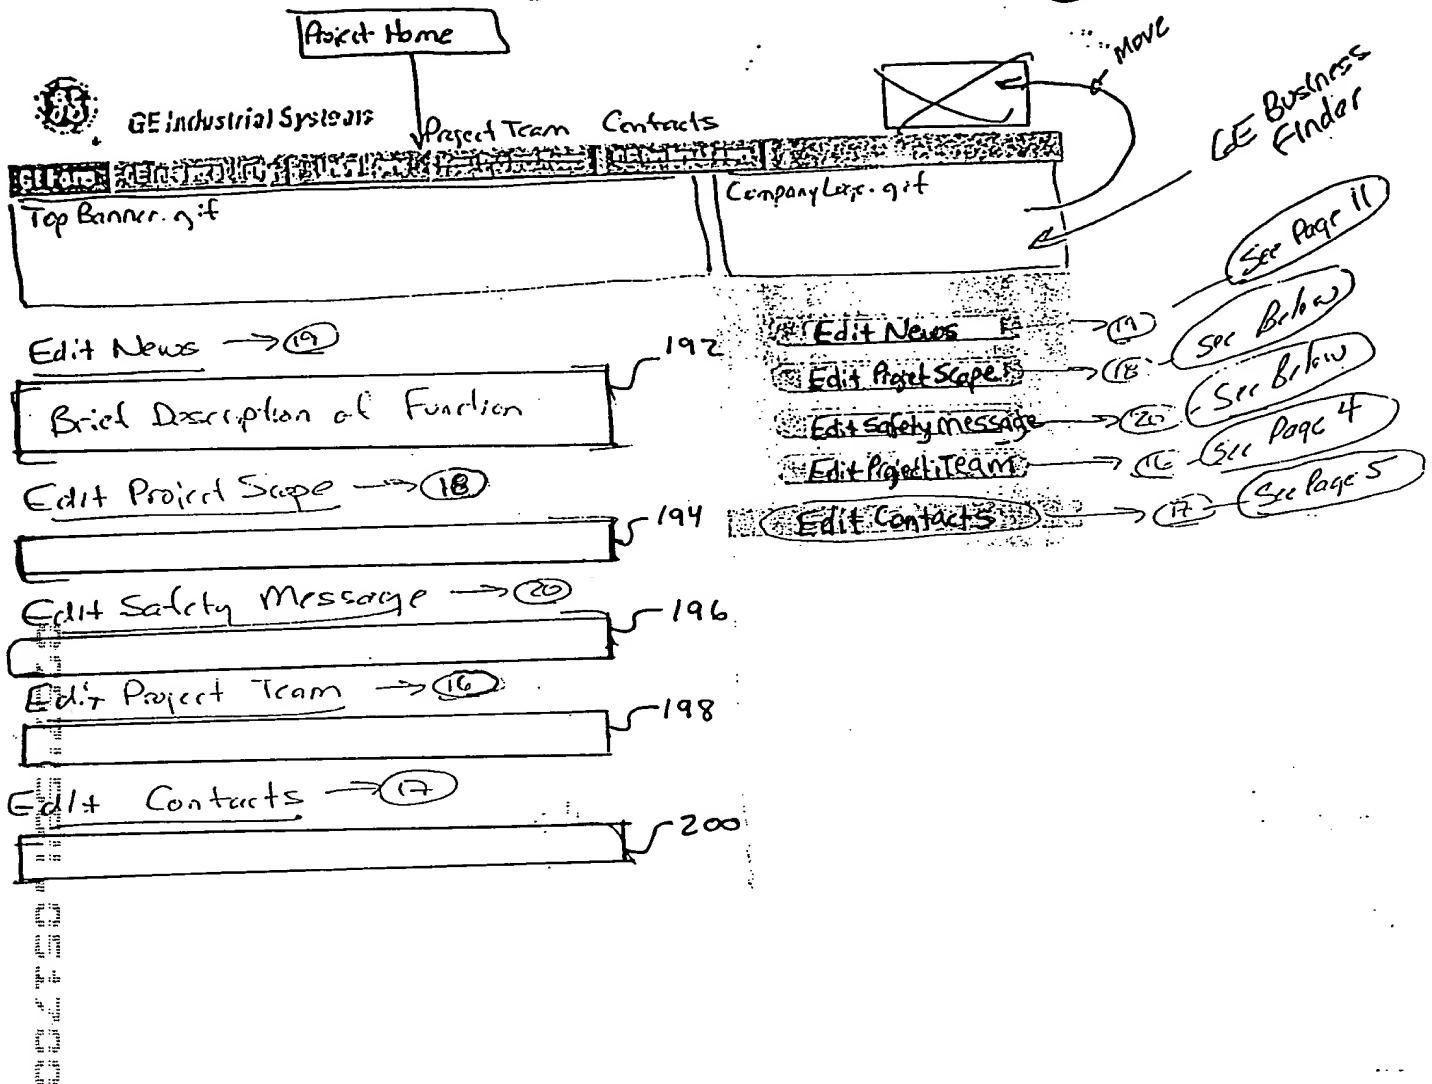 Project Home
MOVE
GE Business
Finder
GE Industrial Systems
Project Team Contacts
Top Banner.gif
CompanyLogo.gif
See Page 11
Edit News → 19
Edit News → 19
See Below
192
Brief Description of Function
Edit Project Scope → 18
See Below
Edit Safety Message → 20
See Page 4
Edit Project Team → 16
See Page 5
Edit Contacts → 17
Edit Project Scope → 18
194
Edit Safety Message → 20
196
Edit Project Team → 16
198
Edit Contacts → 17
200